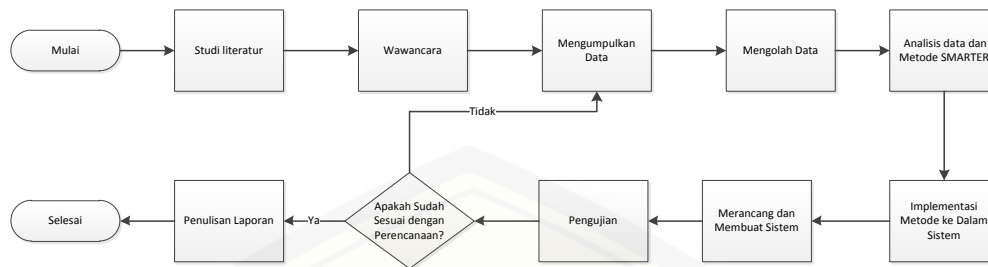 Mulai
Studi literatur
Wawancara
Mengumpulkan
Data
Mengolah Data
Analisis data dan
Metode SMARTER
Tidak
Selesai
Penulisan Laporan
Ya
Apakah Sudah
Sesuai dengan
Perencanaan?
Pengujian
Merancang dan
Membuat Sistem
Implementasi
Metode ke Dalam
Sistem